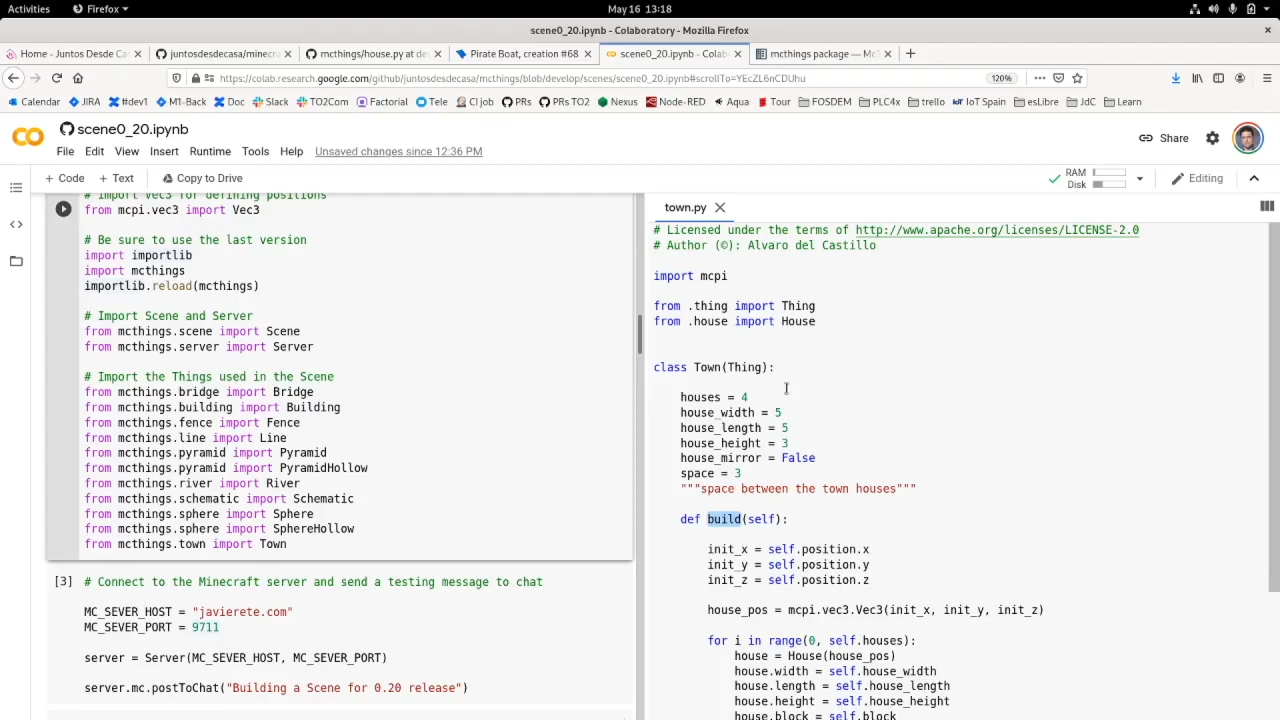 Activities Firefox May 16 13:18
scene0_20.ipynb - Colaboratory - Mozilla Firefox
Home - Juntos Desde Ca juntosdesdecasa/minecra mcthings/house.py at de Pirate Boat, creation #68 scene0_20.ipynb - Colab mcthings package — McT
https://colab.research.google.com/github/juntosdesdecasa/mcthings/blob/develop/scenes/scene0_20.ipynb#scrollTo=YEcZL6nCDUhu 120%
Calendar JIRA #dev1 M1-Back Doc Slack TO2Com Factorial Tele CI job PRs PRs TO2 Nexus Node-RED Aqua Tour FOSDEM PLC4x trello IoT Spain esLibre JdC Learn
scene0_20.ipynb
Share
File Edit View Insert Runtime Tools Help Unsaved changes since 12:36 PM
+ Code + Text Copy to Drive
RAM
Disk
Editing
# Import Vec3 for defining positions
from mcpi.vec3 import Vec3
# Be sure to use the last version
import importlib
import mcthings
importlib.reload(mcthings)
# Import Scene and Server
from mcthings.scene import Scene
from mcthings.server import Server
# Import the Things used in the Scene
from mcthings.bridge import Bridge
from mcthings.building import Building
from mcthings.fence import Fence
from mcthings.line import Line
from mcthings.pyramid import Pyramid
from mcthings.pyramid import PyramidHollow
from mcthings.river import River
from mcthings.schematic import Schematic
from mcthings.sphere import Sphere
from mcthings.sphere import SphereHollow
from mcthings.town import Town
[3] # Connect to the Minecraft server and send a testing message to chat
MC_SEVER_HOST = "javierete.com"
MC_SEVER_PORT = 9711
server = Server(MC_SEVER_HOST, MC_SEVER_PORT)
server.mc.postToChat("Building a Scene for 0.20 release")
town.py
# Licensed under the terms of http://www.apache.org/licenses/LICENSE-2.0
# Author (©): Alvaro del Castillo
import mcpi
from .thing import Thing
from .house import House
class Town(Thing):
houses = 4
house_width = 5
house_length = 5
house_height = 3
house_mirror = False
space = 3
"""space between the town houses"""
def build(self):
init_x = self.position.x
init_y = self.position.y
init_z = self.position.z
house_pos = mcpi.vec3.Vec3(init_x, init_y, init_z)
for i in range(0, self.houses):
house = House(house_pos)
house.width = self.house_width
house.length = self.house_length
house.height = self.house_height
house.block = self.block